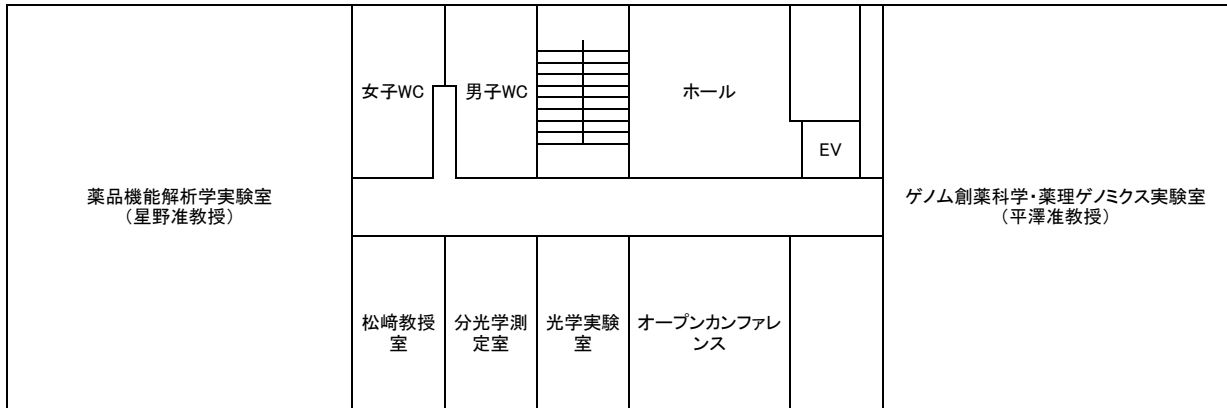 女子WC
男子WC
ホール
EV
薬品機能解析学実験室
（星野准教授）
ゲノム創薬科学・薬理ゲノミクス実験室
（平澤准教授）
松﨑教授
室
分光学測
定室
光学実験
室
オープンカンファレ
ンス